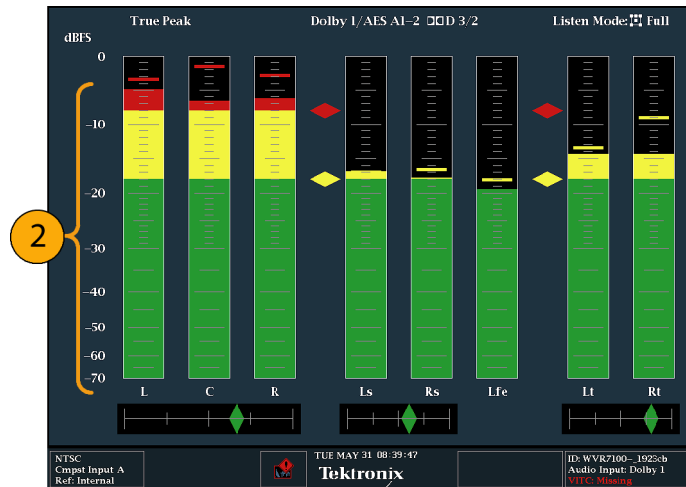 True Peak
Dolby 1/AES A1-2 D 3/2
Listen Mode: Full
dBFS
0
-10
-20
-30
-40
-50
-60
-70
2
L
C
R
Ls
Rs
Lfe
Lt
Rt
NTSC
Cmpst Input A
Ref: Internal
TUE MAY 31 08:39:47
Tektronix
ID: WVR7100-_1923cb
Audio Input: Dolby 1
VITC: Missing